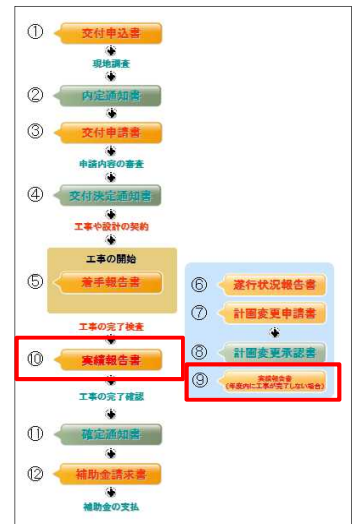 ① 交付申込書
現地調査
② 内定通知書
③ 交付申請書
申請内容の審査
④ 交付決定通知書
工事や設計の契約
工事の開始
⑤ 着手報告書
⑥ 遂行状況報告書
⑦ 計画変更申請書
⑧ 計画変更承認書
⑨ 実績報告書
(年度内に工事が完了しない場合)
工事の完了検査
⑩ 実績報告書
工事の完了確認
⑪ 確定通知書
⑫ 補助金請求書
補助金の支払